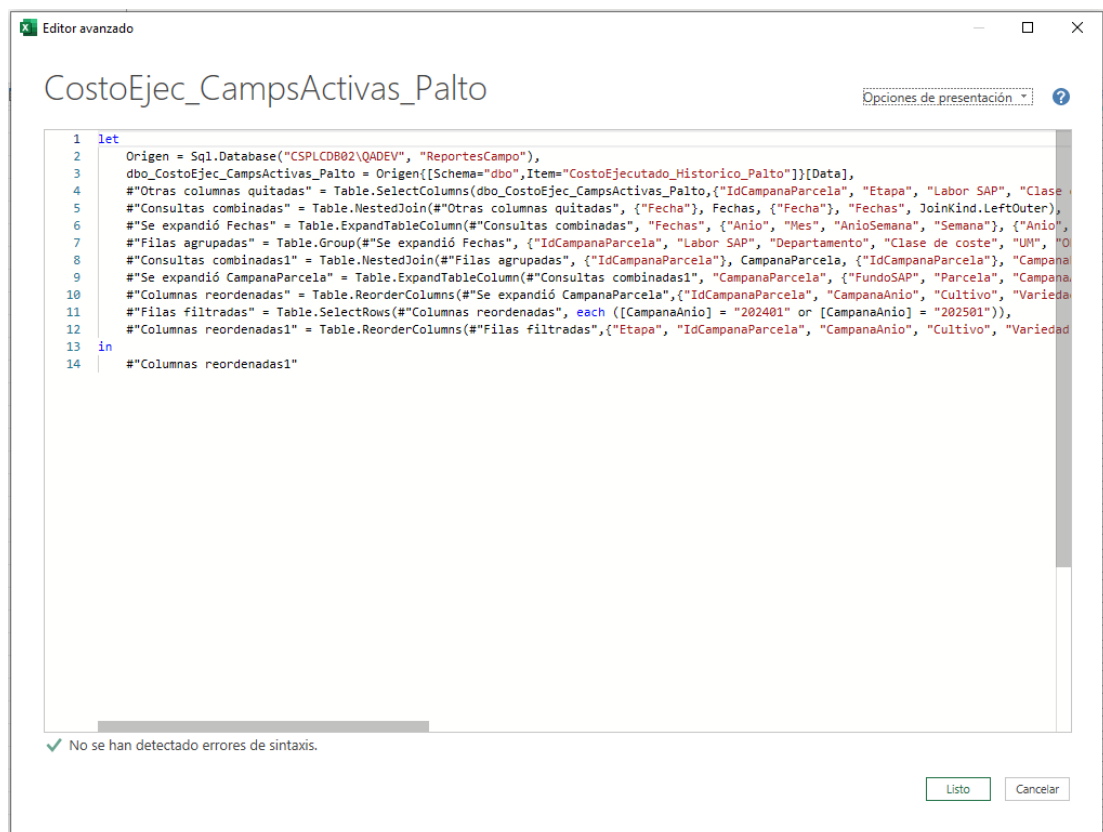 Editor avanzado
CostoEjec_CampsActivas_Palto
Opciones de presentación
?
1 let
2 Origen = Sql.Database("CSPLCDB02\QADEV", "ReportesCampo"),
3 dbo_CostoEjec_CampsActivas_Palto = Origen{[Schema="dbo",Item="CostoEjecutado_Historico_Palto"]}[Data],
4 #"Otras columnas quitadas" = Table.SelectColumns(dbo_CostoEjec_CampsActivas_Palto,{"IdCampanaParcela", "Etapa", "Labor SAP", "Clase
5 #"Consultas combinadas" = Table.NestedJoin(#"Otras columnas quitadas", {"Fecha"}, Fechas, {"Fecha"}, "Fechas", JoinKind.LeftOuter),
6 #"Se expandió Fechas" = Table.ExpandTableColumn(#"Consultas combinadas", "Fechas", {"Anio", "Mes", "AnioSemana", "Semana"}, {"Anio",
7 #"Filas agrupadas" = Table.Group(#"Se expandió Fechas", {"IdCampanaParcela", "Labor SAP", "Departamento", "Clase de coste", "UM",
8 #"Consultas combinadas1" = Table.NestedJoin(#"Filas agrupadas", {"IdCampanaParcela"}, CampanaParcela, {"IdCampanaParcela"}, "Campana
9 #"Se expandió CampanaParcela" = Table.ExpandTableColumn(#"Consultas combinadas1", "CampanaParcela", {"FundoSAP", "Parcela", "Campana
10 #"Columnas reordenadas" = Table.ReorderColumns(#"Se expandió CampanaParcela",{"IdCampanaParcela", "CampanaAnio", "Cultivo", "Varieda
11 #"Filas filtradas" = Table.SelectRows(#"Columnas reordenadas", each ([CampanaAnio] = "202401" or [CampanaAnio] = "202501")),
12 #"Columnas reordenadas1" = Table.ReorderColumns(#"Filas filtradas",{"Etapa", "IdCampanaParcela", "CampanaAnio", "Cultivo", "Variedad
13 in
14 #"Columnas reordenadas1"
No se han detectado errores de sintaxis.
Listo
Cancelar